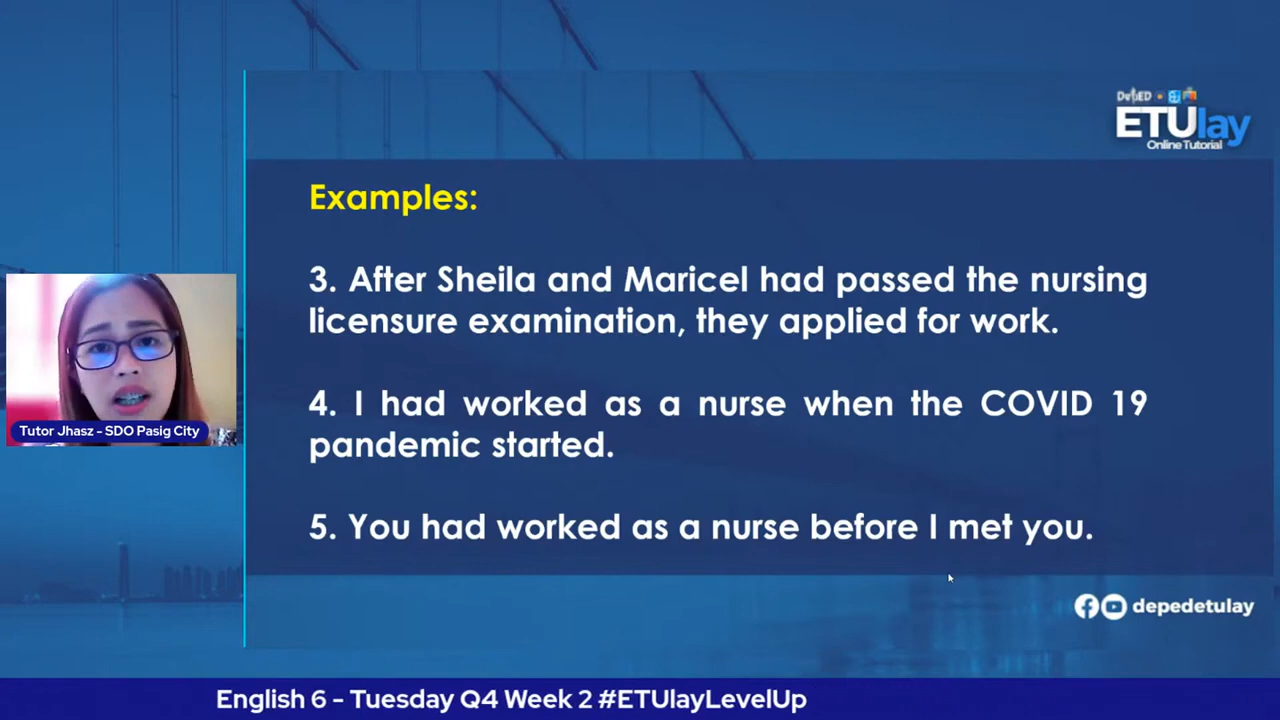 DepED
ETUlay
Online Tutorial
Examples:
3. After Sheila and Maricel had passed the nursing
licensure examination, they applied for work.
4. I had worked as a nurse when the COVID 19
pandemic started.
5. You had worked as a nurse before I met you.
Tutor Jhasz - SDO Pasig City
depedetulay
English 6 - Tuesday Q4 Week 2 #ETUlayLevelUp